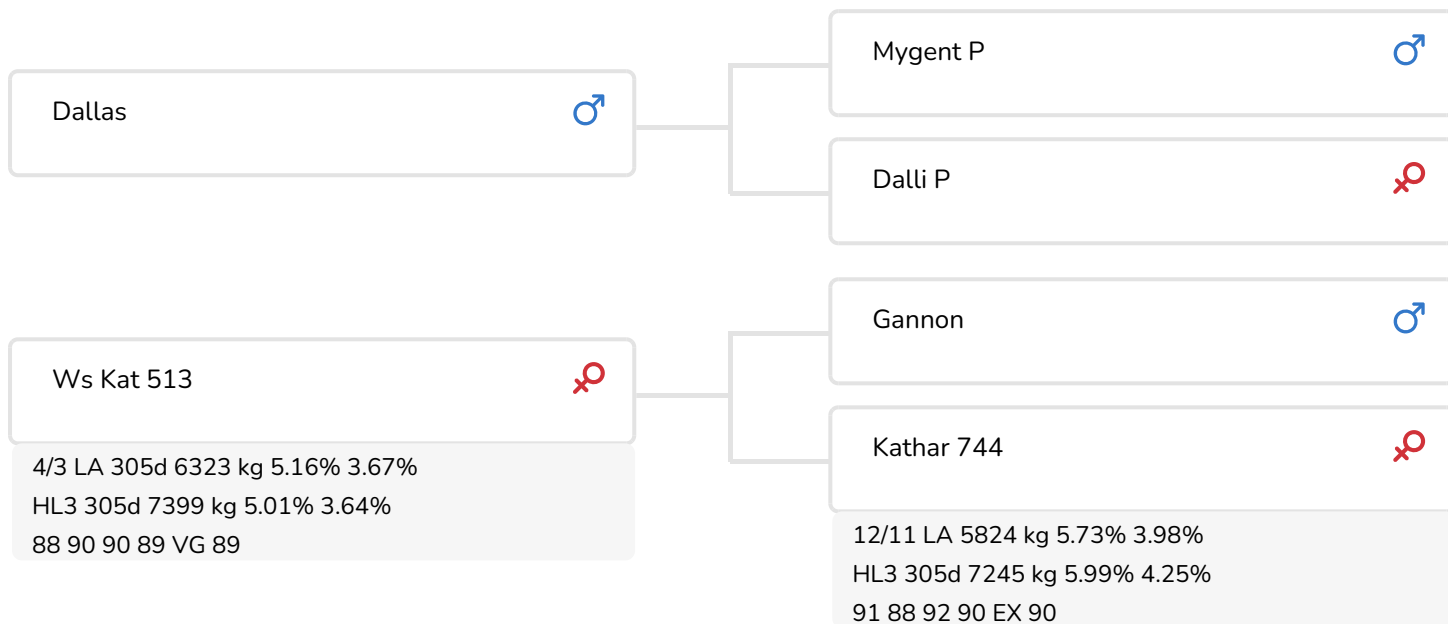 Dallas
Mygent P
Dalli P
Ws Kat 513
4/3 LA 305d 6323 kg 5.16% 3.67%
HL3 305d 7399 kg 5.01% 3.64%
88 90 90 89 VG 89
Gannon
Kathar 744
12/11 LA 5824 kg 5.73% 3.98%
HL3 305d 7245 kg 5.99% 4.25%
91 88 92 90 EX 90